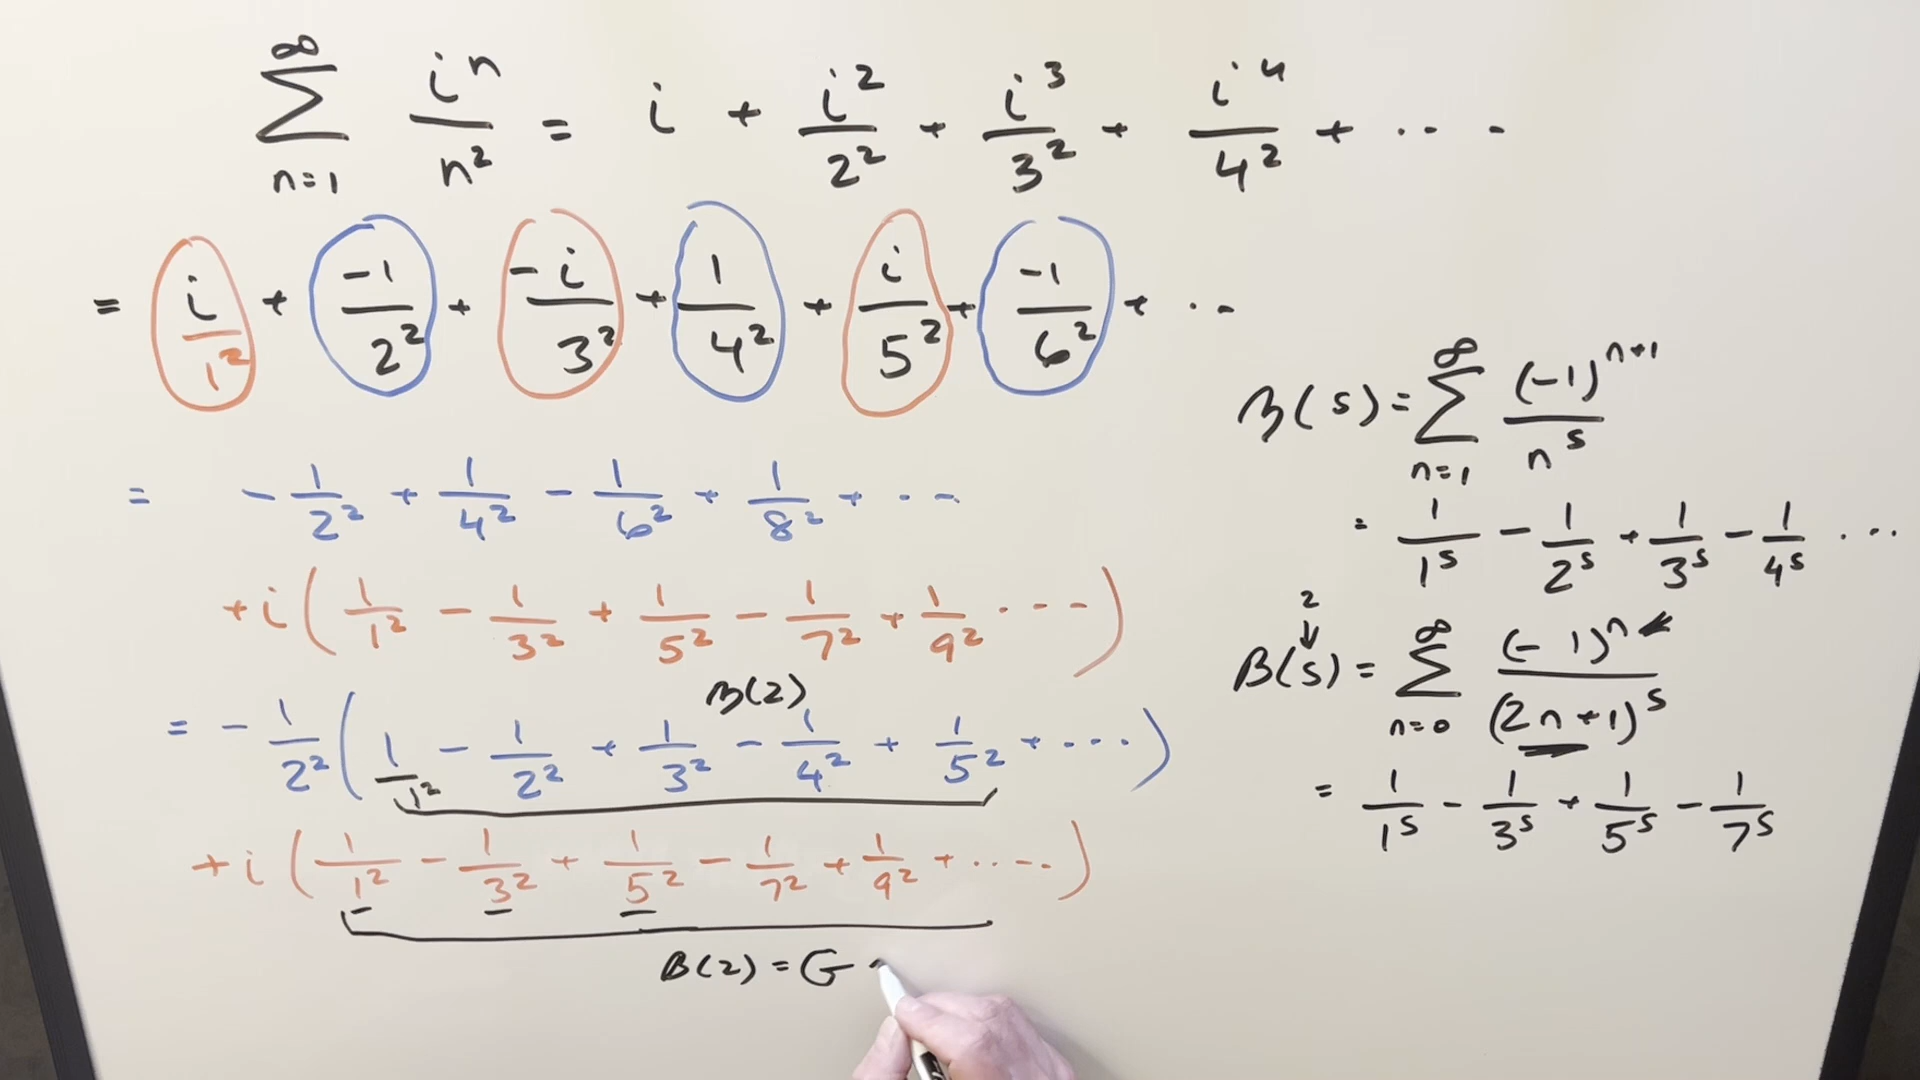 ∑_{n=1}^{∞} i^n/n^2 = i + i^2/2^2 + i^3/3^2 + i^4/4^2 + ...
= i/1^2 + -1/2^2 + -i/3^2 + 1/4^2 + i/5^2 + -1/6^2 + ...
= -1/2^2 + 1/4^2 - 1/6^2 + 1/8^2 + ...
+ i(1/1^2 - 1/3^2 + 1/5^2 - 1/7^2 + 1/9^2 ...)
η(2)
= -1/2^2 (1/1^2 - 1/2^2 + 1/3^2 - 1/4^2 + 1/5^2 + ...)
+ i(1/1^2 - 1/3^2 + 1/5^2 - 1/7^2 + 1/9^2 + ...)
β(2) = G
η(s) = ∑_{n=1}^{∞} (-1)^{n+1}/n^s
= 1/1^s - 1/2^s + 1/3^s - 1/4^s ...
2
β(s) = ∑_{n=0}^{∞} (-1)^n/(2n+1)^s
= 1/1^s - 1/3^s + 1/5^s - 1/7^s